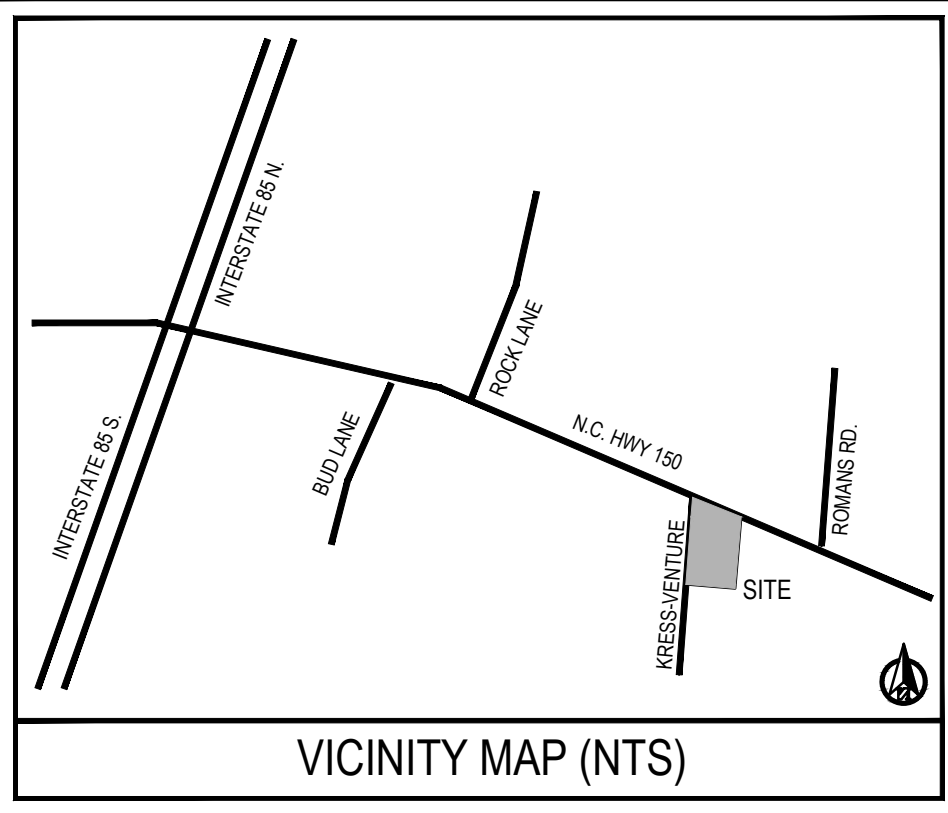 INTERSTATE 85 N.
ROCK LANE
N.C. HWY 150
BUD LANE
INTERSTATE 85 S.
ROMANS RD.
KRESS-VENTURE
SITE
VICINITY MAP (NTS)